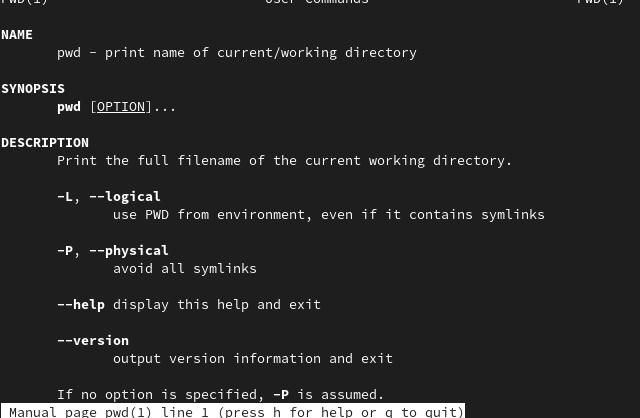 PWD(1) User Commands PWD(1)
NAME
pwd - print name of current/working directory
SYNOPSIS
pwd [OPTION]...
DESCRIPTION
Print the full filename of the current working directory.
-L, --logical
use PWD from environment, even if it contains symlinks
-P, --physical
avoid all symlinks
--help display this help and exit
--version
output version information and exit
If no option is specified, -P is assumed.
Manual page pwd(1) line 1 (press h for help or q to quit)